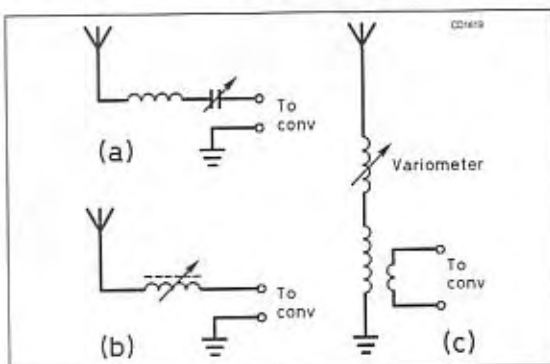 CD1619
To
conv
(a)
Variometer
To
conv
(b)
To
conv
(c)